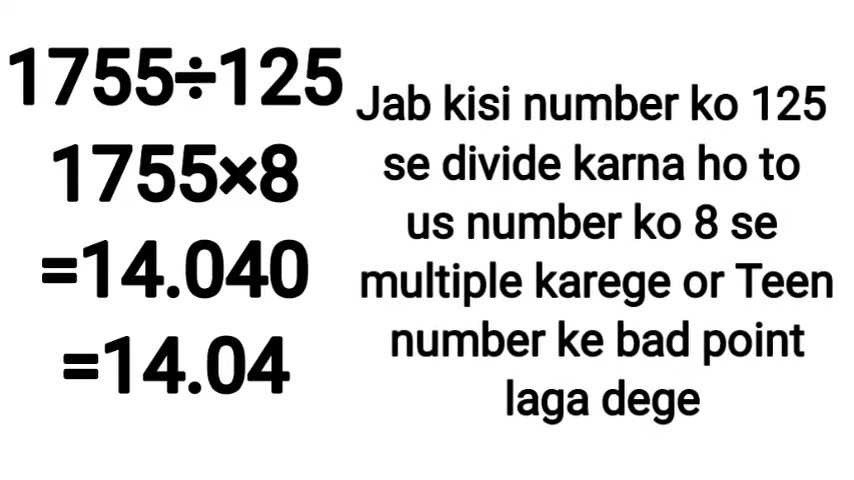 1755÷125
1755×8
=14.040
=14.04
Jab kisi number ko 125
se divide karna ho to
us number ko 8 se
multiple karege or Teen
number ke bad point
laga dege